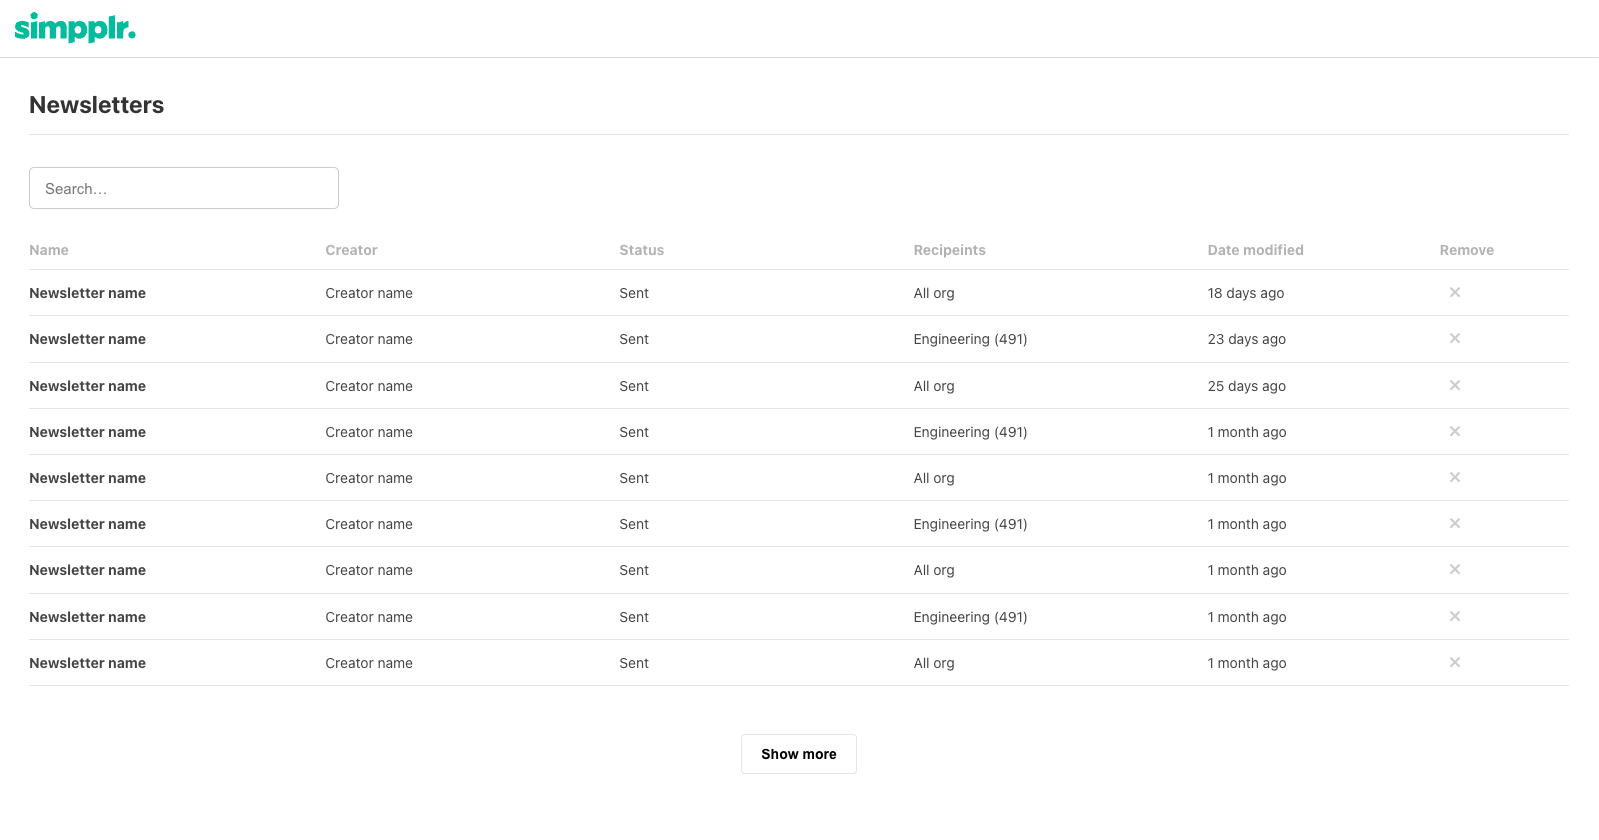 simpplr.
Newsletters
Search...
Name Creator Status Recipeints Date modified Remove
Newsletter name Creator name Sent All org 18 days ago ×
Newsletter name Creator name Sent Engineering (491) 23 days ago ×
Newsletter name Creator name Sent All org 25 days ago ×
Newsletter name Creator name Sent Engineering (491) 1 month ago ×
Newsletter name Creator name Sent All org 1 month ago ×
Newsletter name Creator name Sent Engineering (491) 1 month ago ×
Newsletter name Creator name Sent All org 1 month ago ×
Newsletter name Creator name Sent Engineering (491) 1 month ago ×
Newsletter name Creator name Sent All org 1 month ago ×
Show more